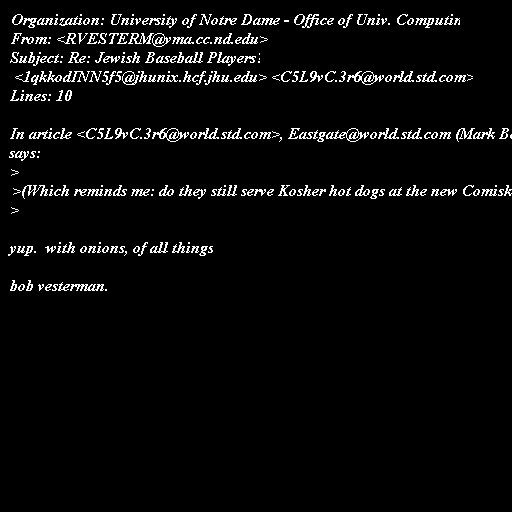 Organization: University of Notre Dame - Office of Univ. Computin
From: <RVESTERM@vma.cc.nd.edu>
Subject: Re: Jewish Baseball Players?
<1qkkodINN5f5@jhunix.hcf.jhu.edu> <C5L9vC.3r6@world.std.com>
Lines: 10

In article <C5L9vC.3r6@world.std.com>, Eastgate@world.std.com (Mark Be
says:
>
>(Which reminds me: do they still serve Kosher hot dogs at the new Comisk
>

yup.  with onions, of all things

bob vesterman.